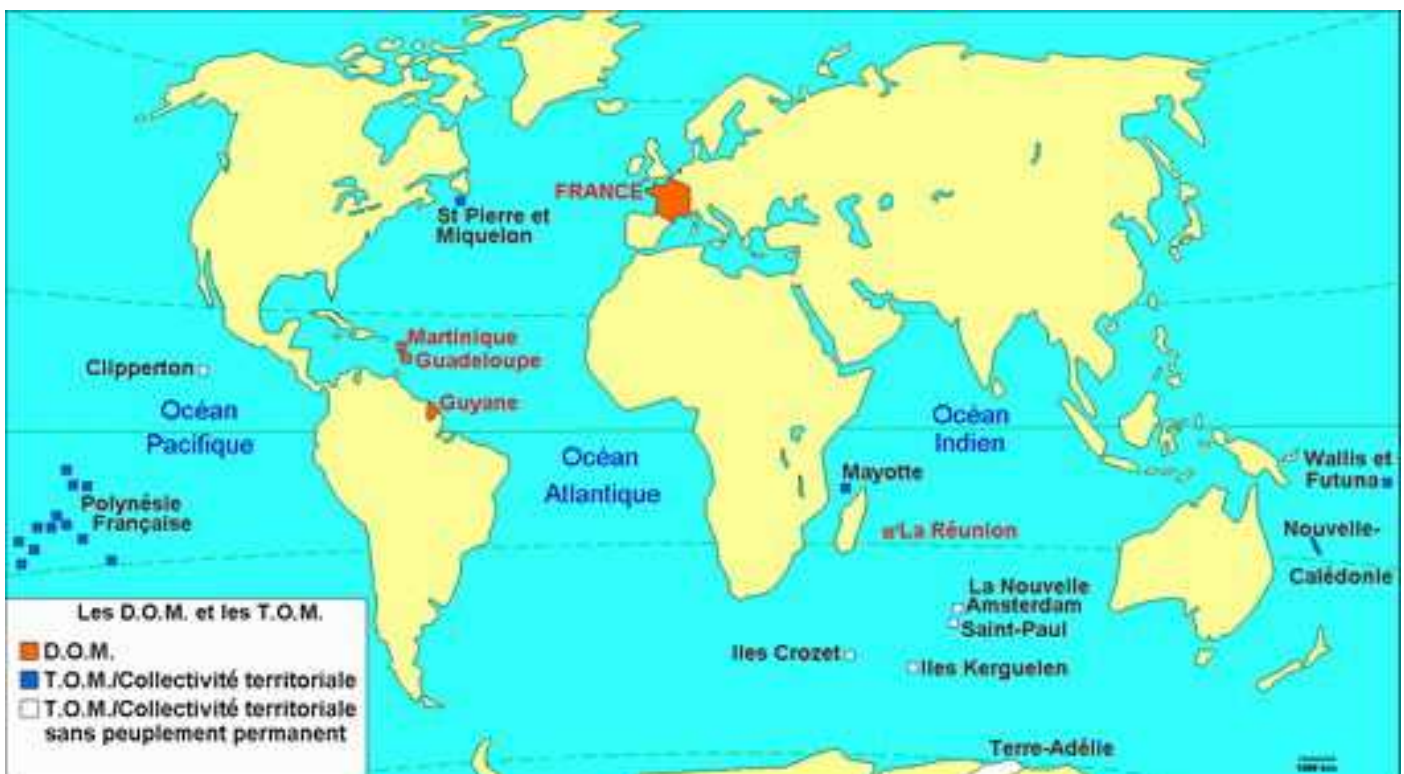 FRANCE
St Pierre et
Miquelon
Martinique
Guadeloupe
Clipperton
Guyane
Océan
Pacifique
Océan
Indien
Océan
Atlantique
Mayotte
Wallis et
Futuna
Polynésie
Française
La Réunion
Nouvelle-
Calédonie
La Nouvelle
Amsterdam
Saint-Paul
Iles Crozet
Iles Kerguelen
Les D.O.M. et les T.O.M.
D.O.M.
T.O.M./Collectivité territoriale
T.O.M./Collectivité territoriale
sans peuplement permanent
Terre-Adélie